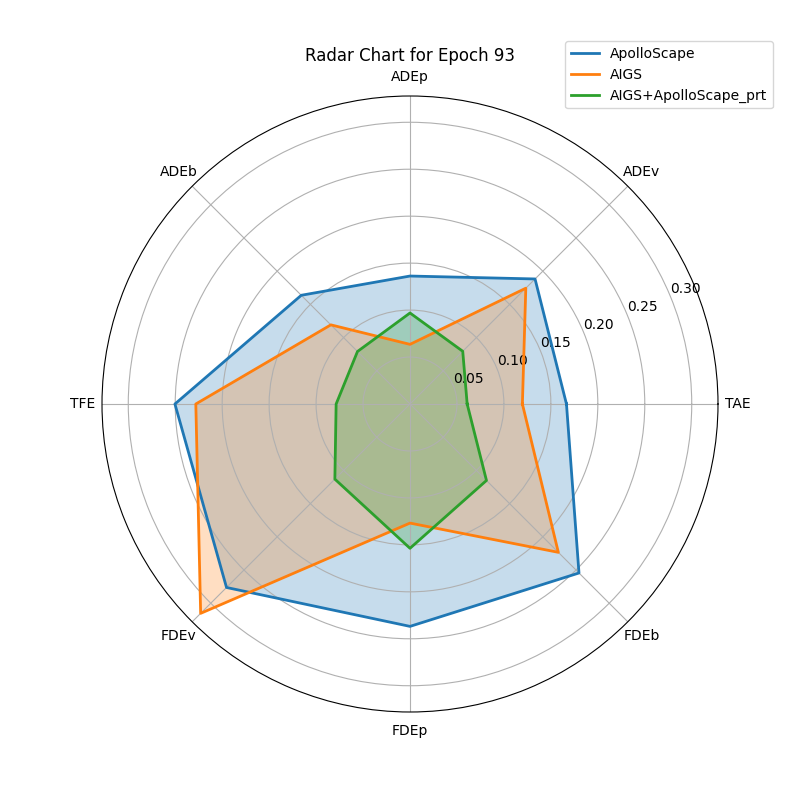 Radar Chart for Epoch 93
ApolloScape
AIGS
AIGS+ApolloScape_prt
ADEp
ADEb
ADEv
0.30
0.25
0.20
0.15
0.10
0.05
TFE
TAE
FDEv
FDEb
FDEp